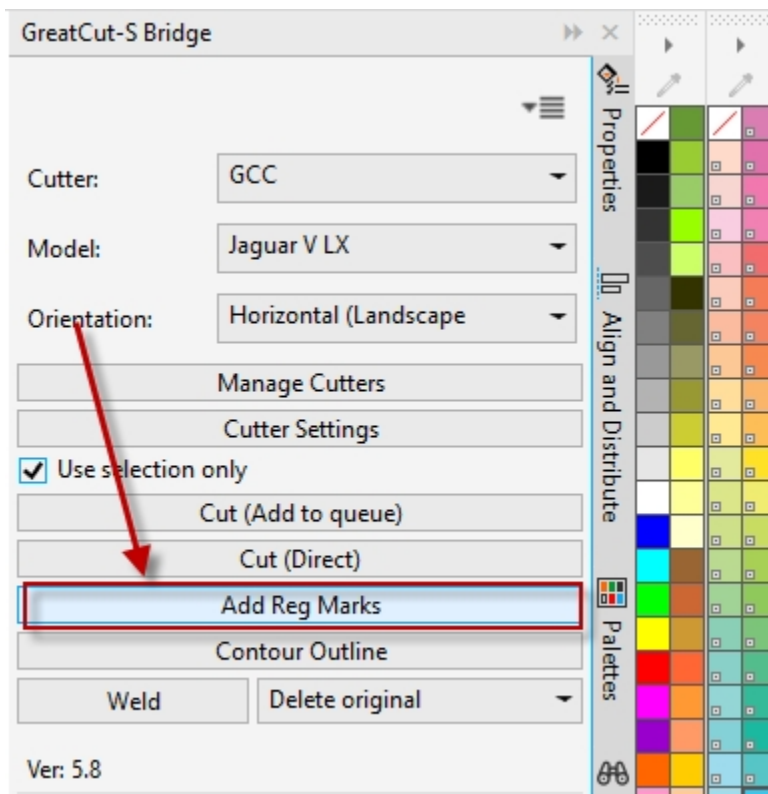 GreatCut-S Bridge
Cutter:
GCC
Model:
Jaguar V LX
Orientation:
Horizontal (Landscape
Manage Cutters
Cutter Settings
Use selection only
Cut (Add to queue)
Cut (Direct)
Add Reg Marks
Contour Outline
Weld
Delete original
Ver: 5.8
Properties
Align and Distribute
Palettes